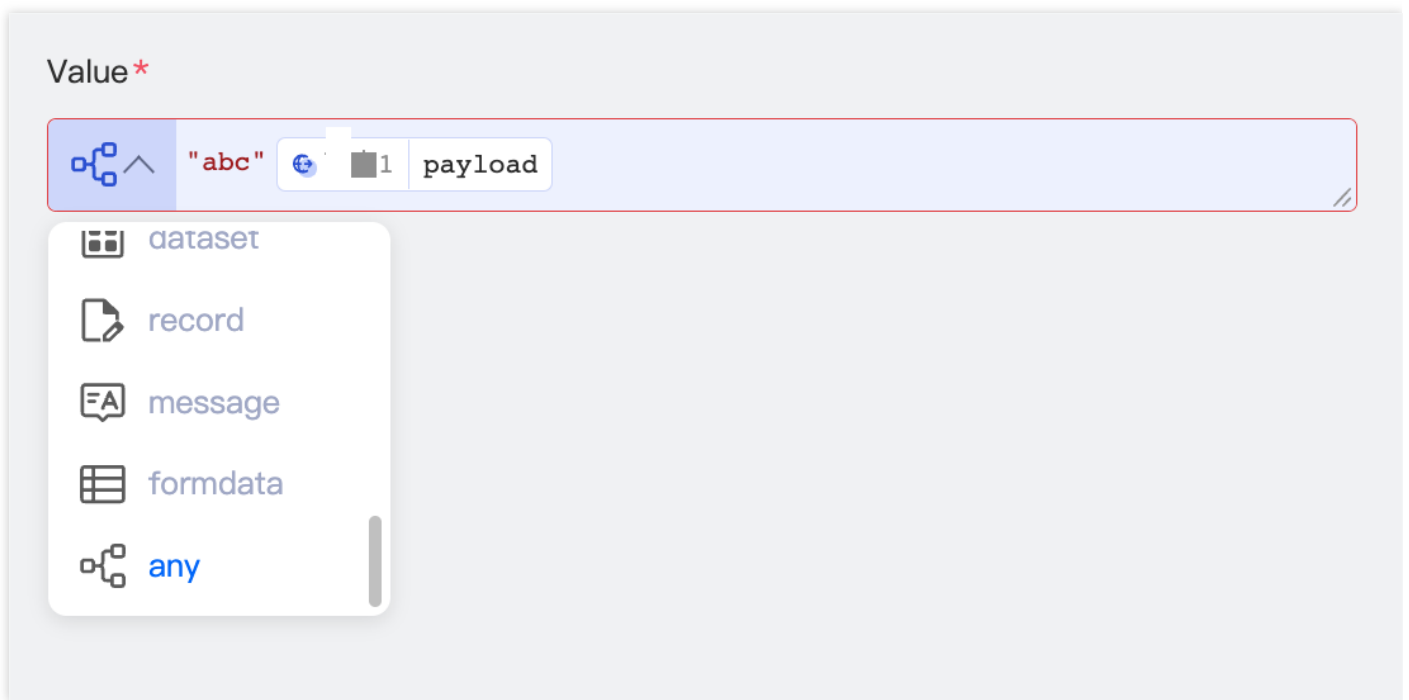 Value*
"abc" 1 payload
dataset
record
message
formdata
any